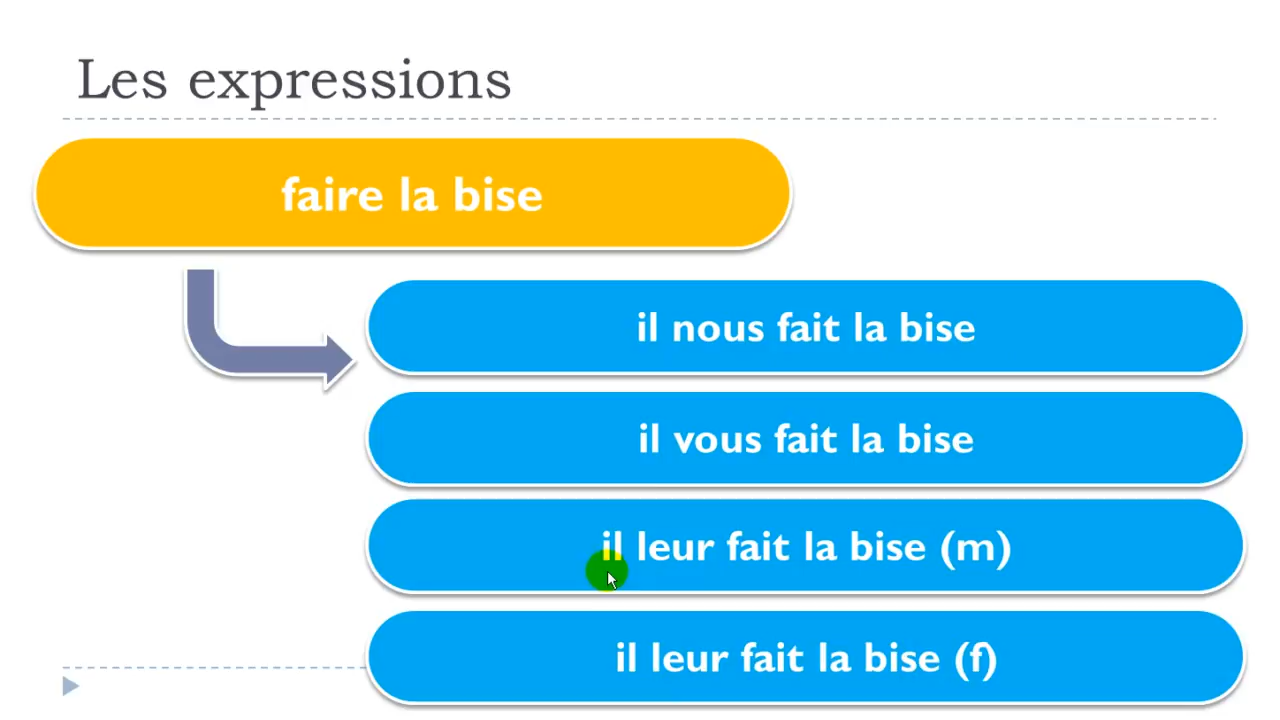 Les expressions
faire la bise
il nous fait la bise
il vous fait la bise
il leur fait la bise (m)
il leur fait la bise (f)